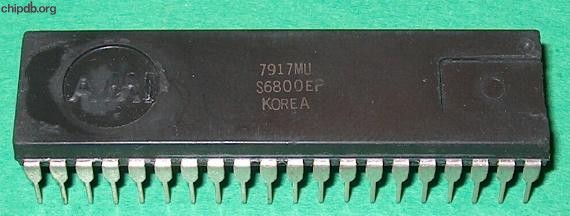 chipdb.org
AMI
7917MU
S6800EP
KOREA